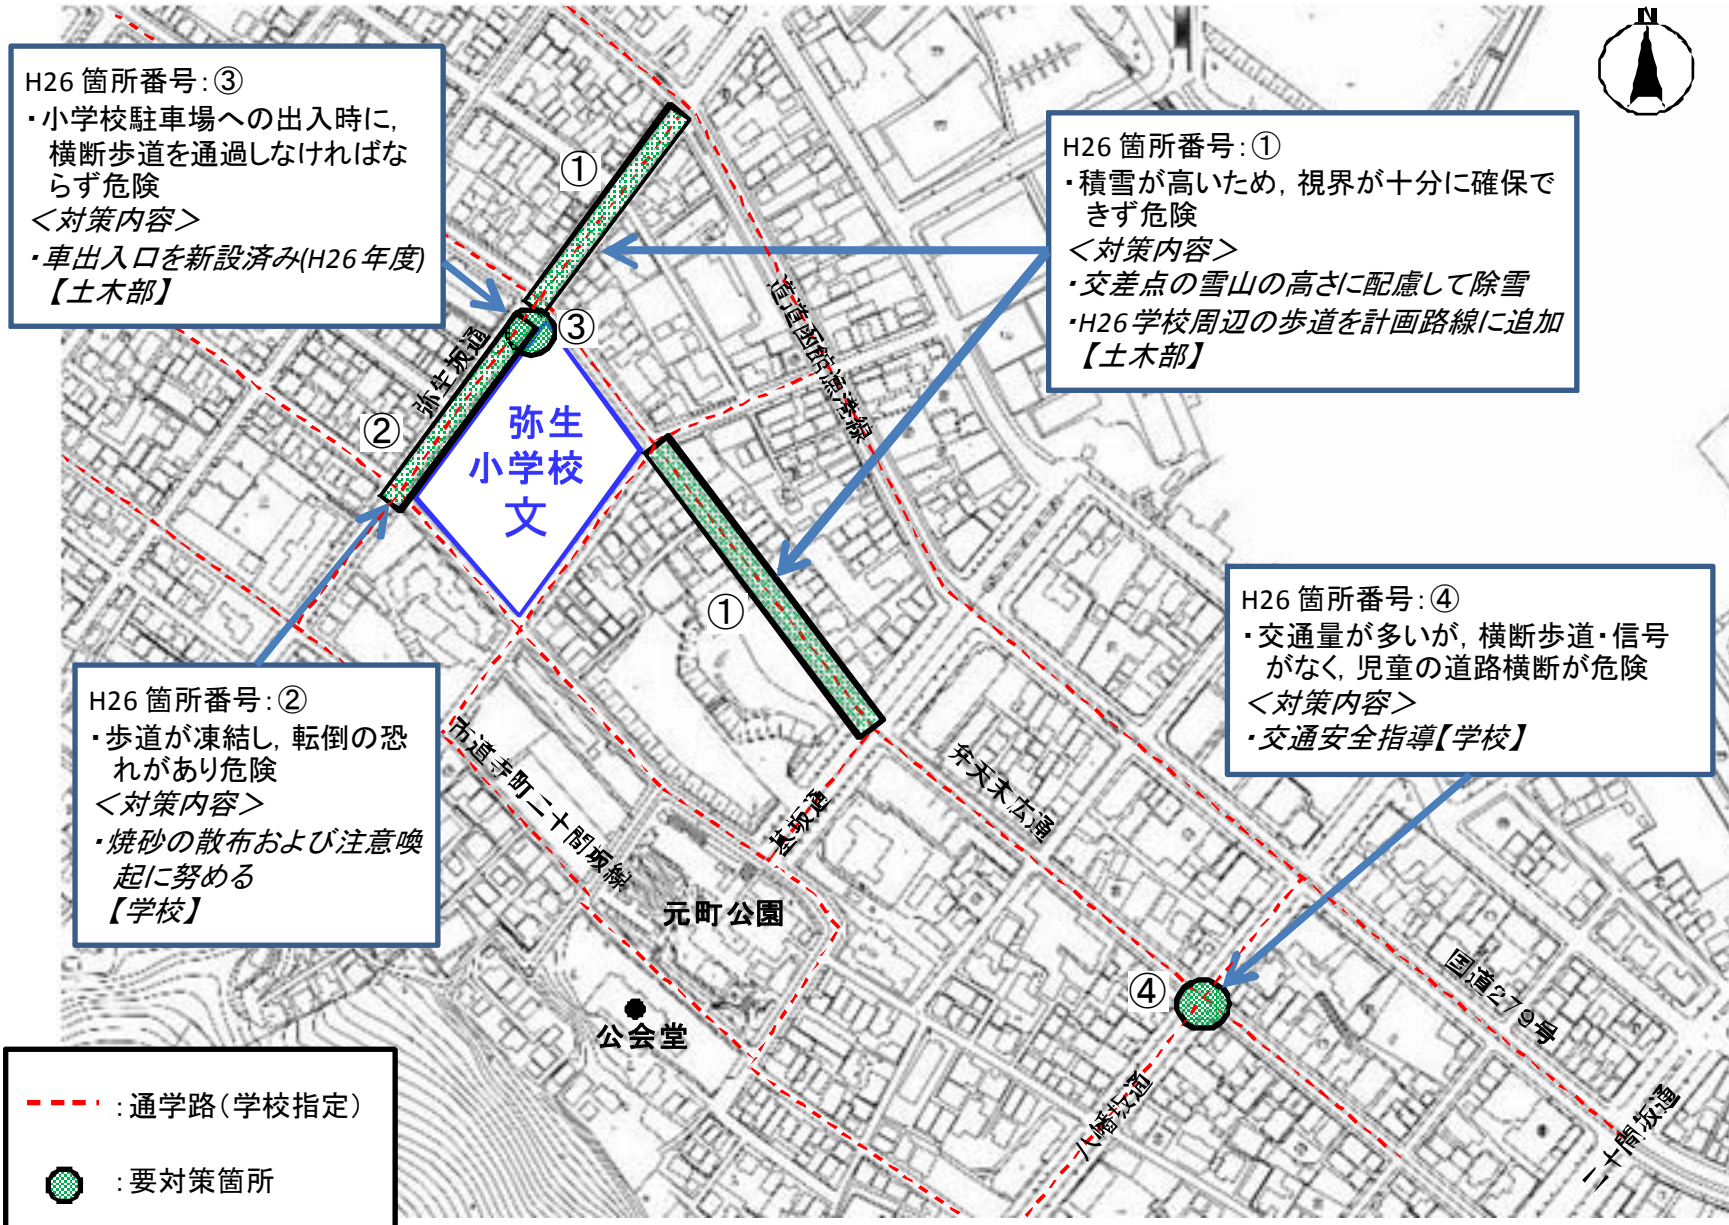 N
H26 箇所番号：③
・小学校駐車場への出入時に，
横断歩道を通過しなければな
らず危険
＜対策内容＞
・車出入口を新設済み(H26年度)
【土木部】
H26 箇所番号：①
・積雪が高いため，視界が十分に確保で
きず危険
＜対策内容＞
・交差点の雪山の高さに配慮して除雪
・H26学校周辺の歩道を計画路線に追加
【土木部】
①
③
弥生坂通
②
道道函館漁港線
弥生
小学校
文
①
H26 箇所番号：④
・交通量が多いが，横断歩道・信号
がなく，児童の道路横断が危険
＜対策内容＞
・交通安全指導【学校】
H26 箇所番号：②
・歩道が凍結し，転倒の恐
れがあり危険
＜対策内容＞
・焼砂の散布および注意喚
起に努める
【学校】
市道寺町二十間坂線
基坂通
弁天末広通
元町公園
公会堂
④
国道279号
八幡坂通
二十間坂通
：通学路（学校指定）
：要対策箇所